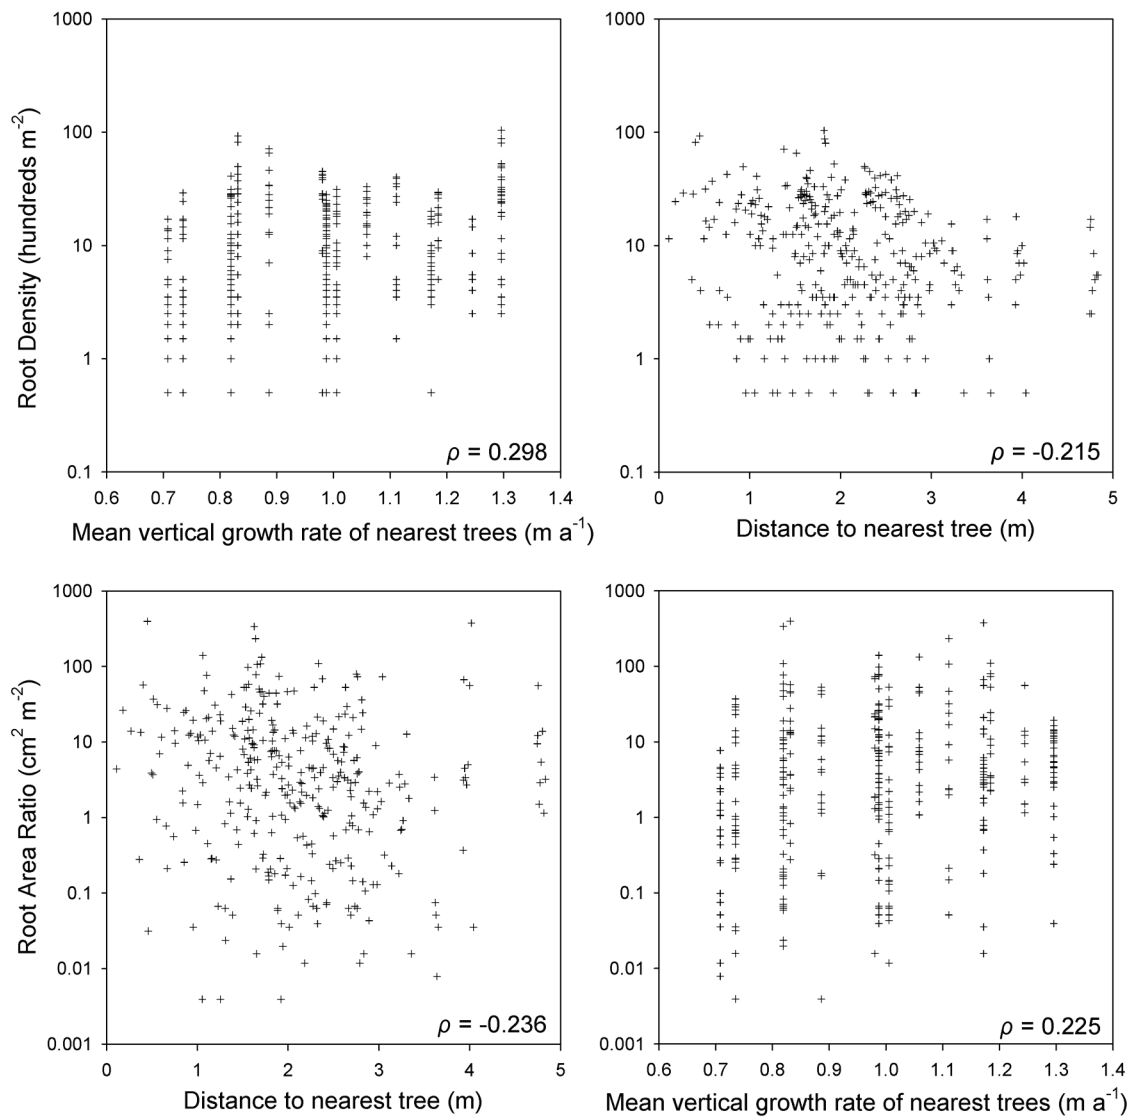 1000
100
10
1
0.1
Root Density (hundreds m⁻²)
ρ = 0.298
0.6 0.7 0.8 0.9 1.0 1.1 1.2 1.3 1.4
Mean vertical growth rate of nearest trees (m a⁻¹)
1000
100
10
1
0.1
ρ = -0.215
0 1 2 3 4 5
Distance to nearest tree (m)
1000
100
10
1
0.1
0.01
0.001
Root Area Ratio (cm² m⁻²)
ρ = -0.236
0 1 2 3 4 5
Distance to nearest tree (m)
1000
100
10
1
0.1
0.01
0.001
ρ = 0.225
0.6 0.7 0.8 0.9 1.0 1.1 1.2 1.3 1.4
Mean vertical growth rate of nearest trees (m a⁻¹)